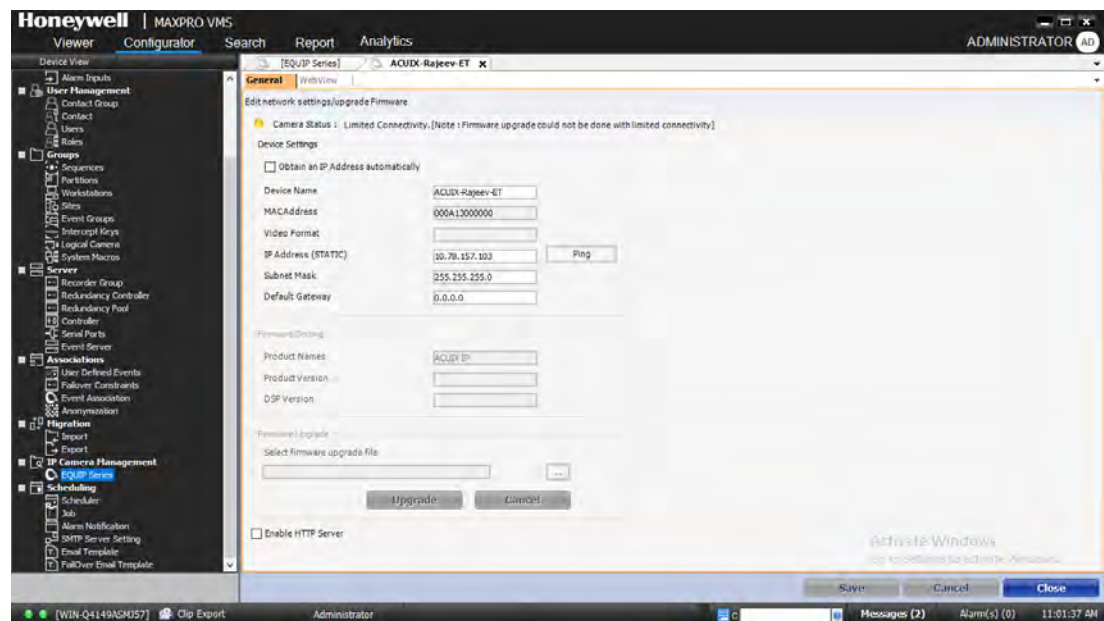 Honeywell | MAXPRO VMS
Viewer Configurator Search Report Analytics ADMINISTRATOR AD
Device View
[EQUIP Series] ACUIX-Rajeev-ET x
General WebView
Alarm Inputs
User Management
Contact Group
Contact
Users
Roles
Groups
Sequences
Partitions
Workstations
Sites
Event Groups
Intercept Keys
Logical Camera
System Macros
Server
Recorder Group
Redundancy Controller
Redundancy Pool
Controller
Serial Ports
Event Server
Associations
User Defined Events
Failover Constraints
Event Association
Anonymization
Migration
Import
Export
IP Camera Management
EQUIP Series
Scheduling
Scheduler
Job
Alarm Notification
SMTP Server Setting
Email Template
FailOver Email Template
Edit network settings/upgrade Firmware
Camera Status : Limited Connectivity.[Note : Firmware upgrade could not be done with limited connectivity]
Device Settings
Obtain an IP Address automatically
Device Name ACUIX-Rajeev-ET
MACAddress 000A13000000
Video Format
IP Address (STATIC) 10.78.157.103 Ping
Subnet Mask 255.255.255.0
Default Gateway 0.0.0.0
Firmware Setting
Product Names ACUIX IP
Product Version
DSP Version
Firmware Upgrade
Select firmware upgrade file
...
Upgrade Cancel
Enable HTTP Server
Activate Windows
Save Cancel Close
[WIN-Q4149ASMJ57] Clip Export Administrator C Messages (2) Alarm(s) (0) 11:01:37 AM